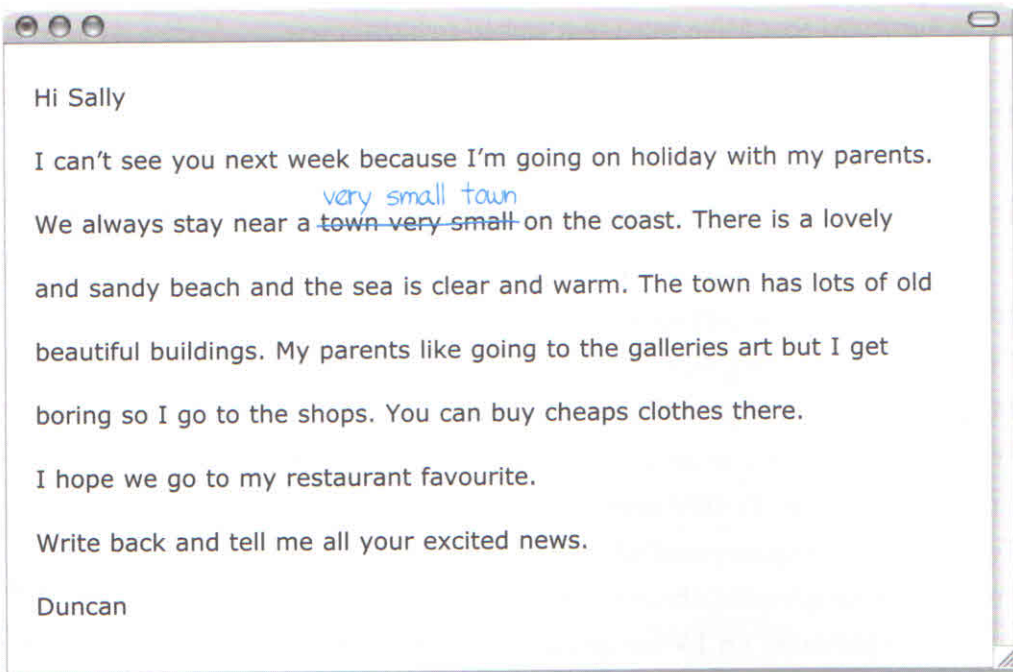 Hi Sally
I can't see you next week because I'm going on holiday with my parents.
very small town
We always stay near a town very small on the coast. There is a lovely
and sandy beach and the sea is clear and warm. The town has lots of old
beautiful buildings. My parents like going to the galleries art but I get
boring so I go to the shops. You can buy cheaps clothes there.
I hope we go to my restaurant favourite.
Write back and tell me all your excited news.
Duncan